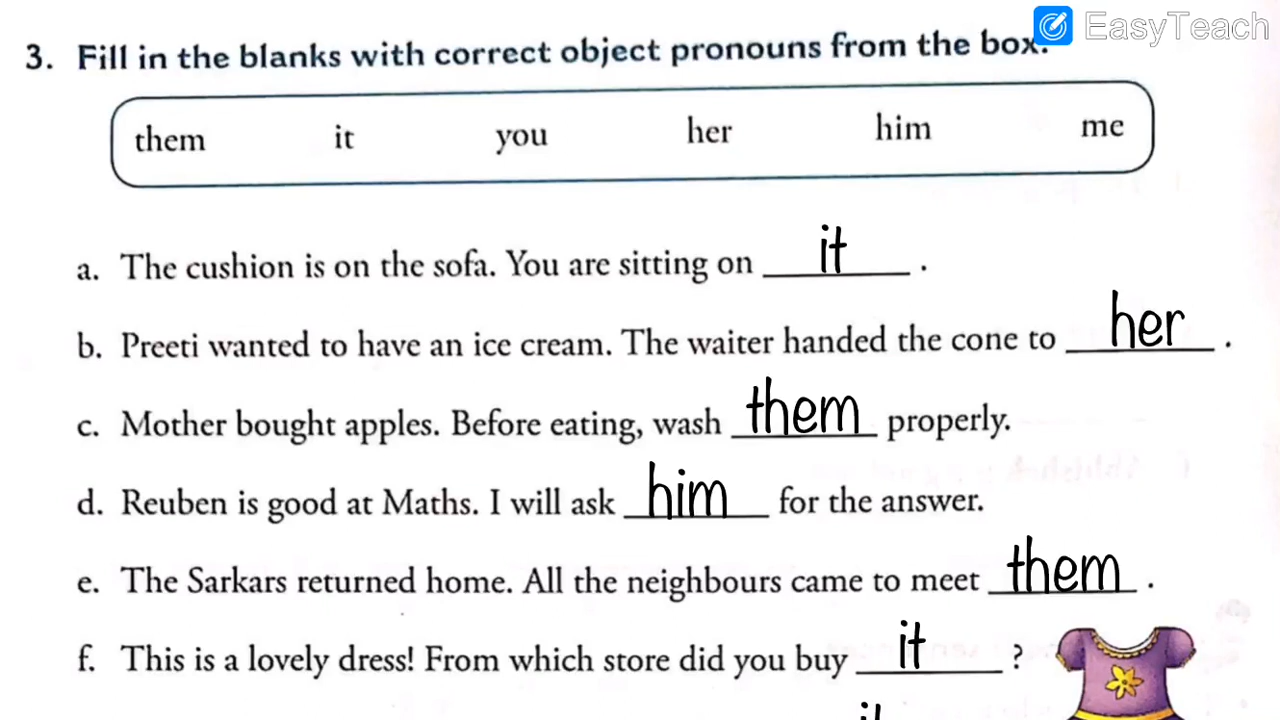 EasyTeach
3. Fill in the blanks with correct object pronouns from the box.
them it you her him me
a. The cushion is on the sofa. You are sitting on it .
b. Preeti wanted to have an ice cream. The waiter handed the cone to her .
c. Mother bought apples. Before eating, wash them properly.
d. Reuben is good at Maths. I will ask him for the answer.
e. The Sarkars returned home. All the neighbours came to meet them .
f. This is a lovely dress! From which store did you buy it ?